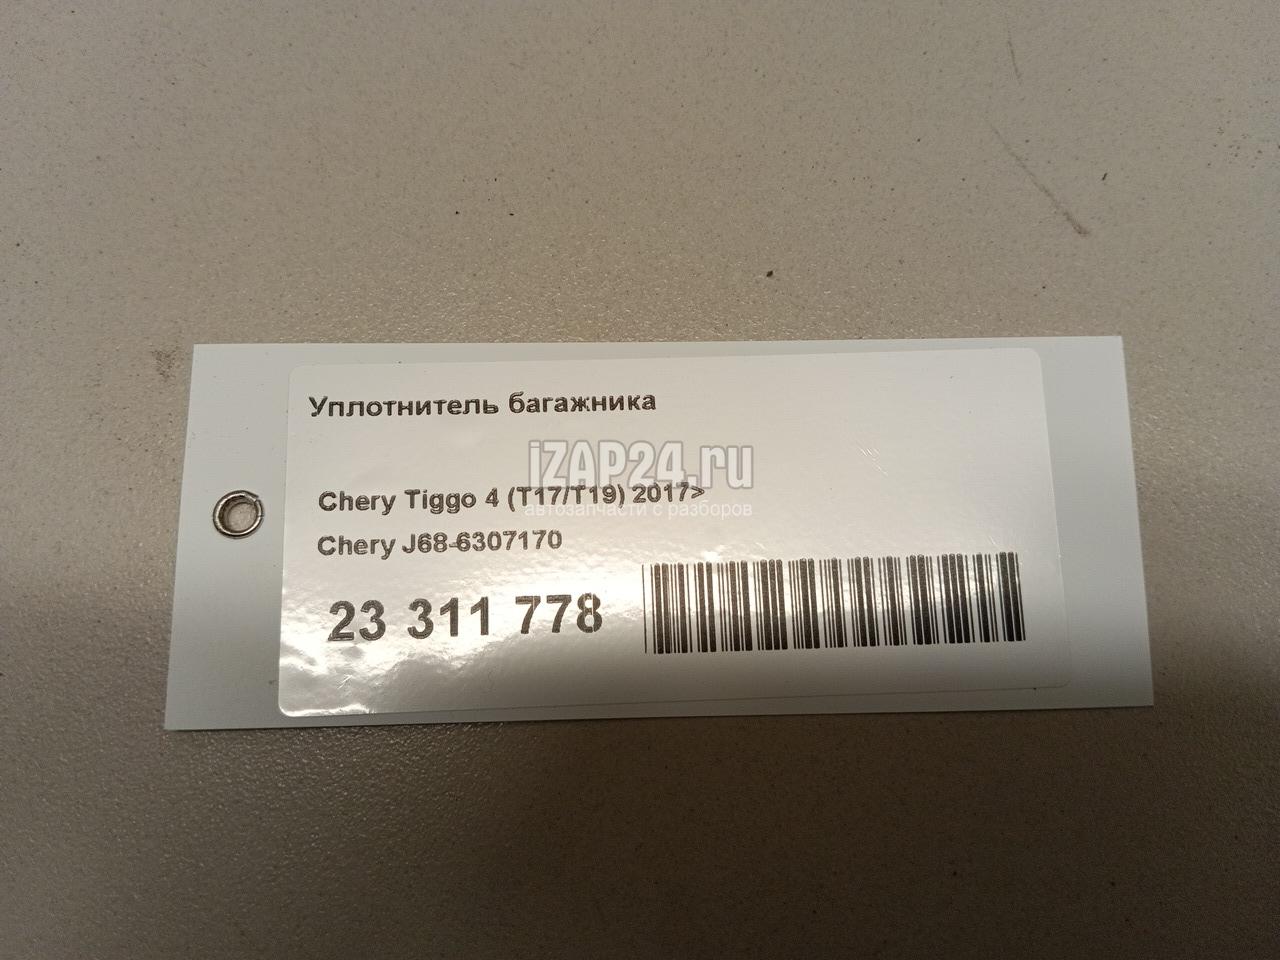 Уплотнитель багажника
iZAP24.ru
Chery Tiggo 4 (T17/T19) 2017>
автозапчасти с разборов
Chery J68-6307170
23 311 778